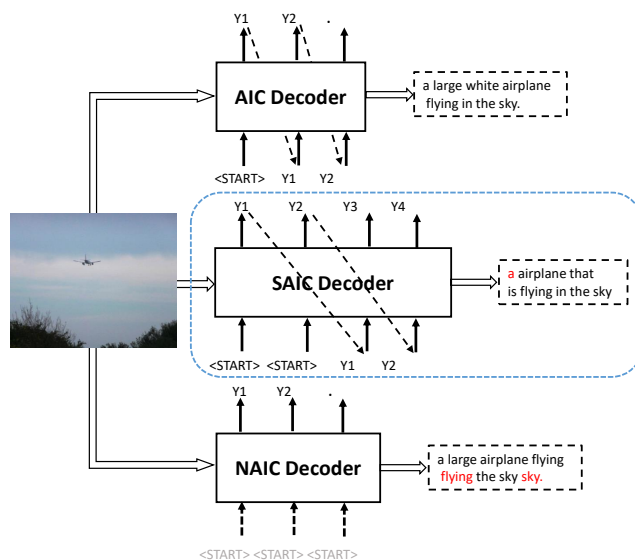 Y1 Y2 .
AIC Decoder
a large white airplane
flying in the sky.
<START> Y1 Y2
Y1 Y2 Y3 Y4
SAIC Decoder
a airplane that
is flying in the sky
<START> <START> Y1 Y2
Y1 Y2 .
NAIC Decoder
a large airplane flying
flying the sky sky.
<START> <START> <START>